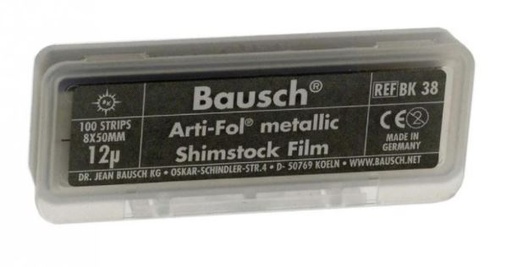 Bausch®
REF BK 38
100 STRIPS
8X50MM
12µ
Arti-Fol® metallic
Shimstock Film
CE
MADE IN
GERMANY
DR. JEAN BAUSCH KG • OSKAR-SCHINDLER-STR.4 • D- 50769 KOELN • WWW.BAUSCH.NET